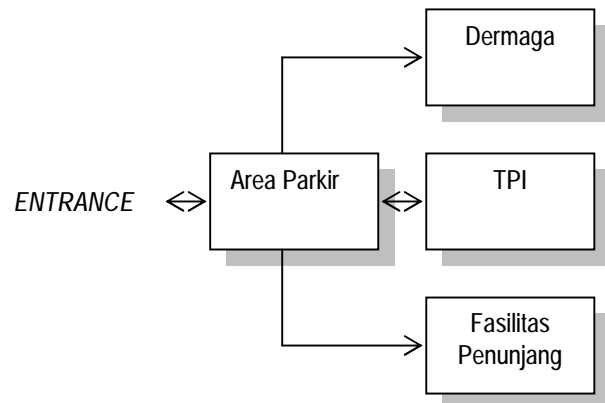 Dermaga
ENTRANCE
Area Parkir
TPI
Fasilitas
Penunjang